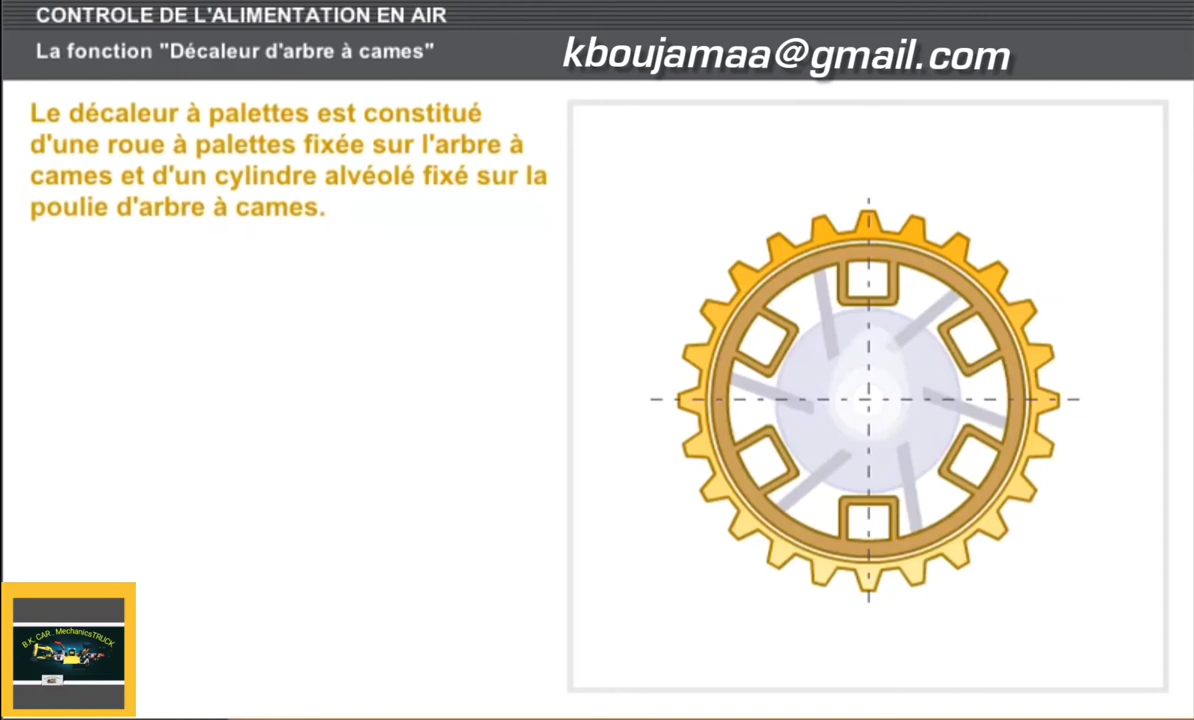 CONTROLE DE L'ALIMENTATION EN AIR
La fonction "Décaleur d'arbre à cames"
kboujamaa@gmail.com
Le décaleur à palettes est constitué
d'une roue à palettes fixée sur l'arbre à
cames et d'un cylindre alvéolé fixé sur la
poulie d'arbre à cames.
B.K. CAR . MechanicsTRUCK